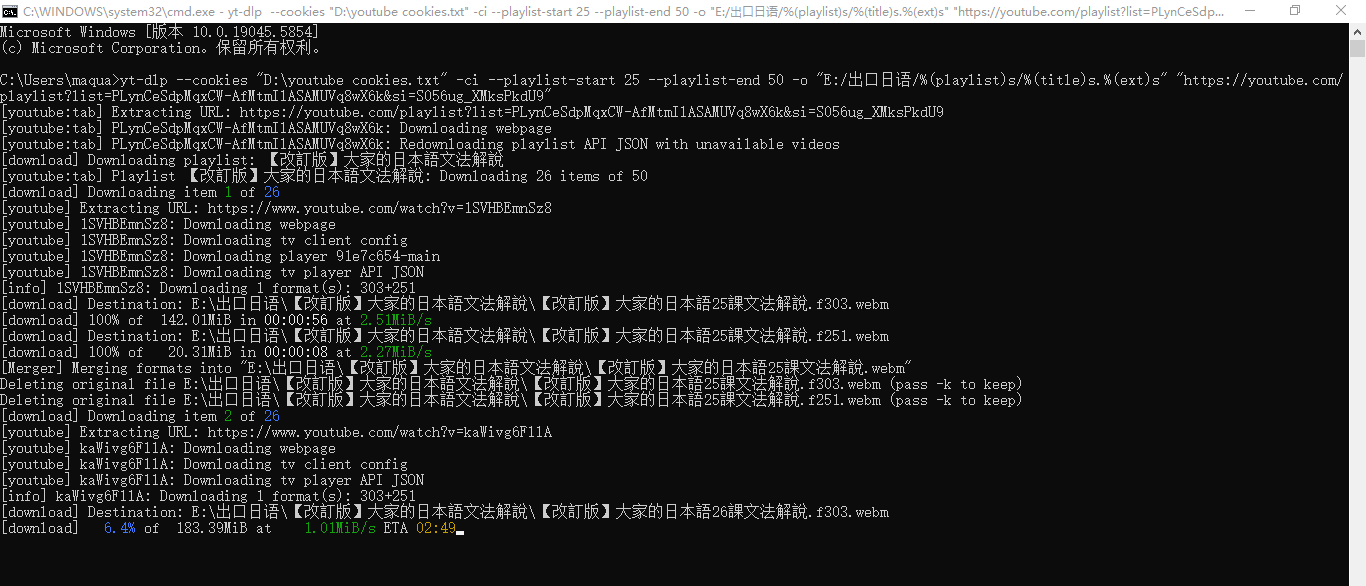 C:\WINDOWS\system32\cmd.exe - yt-dlp  --cookies "D:\youtube cookies.txt" -ci --playlist-start 25 --playlist-end 50 -o "E:/出口日语/%(playlist)s/%(title)s.%(ext)s" "https://youtube.com/playlist?list=PLynCeSdp...
Microsoft Windows [版本 10.0.19045.5854]
(c) Microsoft Corporation。保留所有权利。
C:\Users\maqua>yt-dlp --cookies "D:\youtube cookies.txt" -ci --playlist-start 25 --playlist-end 50 -o "E:/出口日语/%(playlist)s/%(title)s.%(ext)s" "https://youtube.com/
playlist?list=PLynCeSdpMqxCW-AfMtmI1ASAMUVq8wX6k&si=S056ug_XMksPkdU9"
[youtube:tab] Extracting URL: https://youtube.com/playlist?list=PLynCeSdpMqxCW-AfMtmI1ASAMUVq8wX6k&si=S056ug_XMksPkdU9
[youtube:tab] PLynCeSdpMqxCW-AfMtmI1ASAMUVq8wX6k: Downloading webpage
[youtube:tab] PLynCeSdpMqxCW-AfMtmI1ASAMUVq8wX6k: Redownloading playlist API JSON with unavailable videos
[download] Downloading playlist: 【改訂版】大家的日本語文法解說
[youtube:tab] Playlist 【改訂版】大家的日本語文法解說: Downloading 26 items of 50
[download] Downloading item 1 of 26
[youtube] Extracting URL: https://www.youtube.com/watch?v=1SVHBEmnSz8
[youtube] 1SVHBEmnSz8: Downloading webpage
[youtube] 1SVHBEmnSz8: Downloading tv client config
[youtube] 1SVHBEmnSz8: Downloading player 91e7c654-main
[youtube] 1SVHBEmnSz8: Downloading tv player API JSON
[info] 1SVHBEmnSz8: Downloading 1 format(s): 303+251
[download] Destination: E:\出口日语\【改訂版】大家的日本語文法解說\【改訂版】大家的日本語25課文法解說.f303.webm
[download] 100% of  142.01MiB in 00:00:56 at 2.51MiB/s
[download] Destination: E:\出口日语\【改訂版】大家的日本語文法解說\【改訂版】大家的日本語25課文法解說.f251.webm
[download] 100% of   20.31MiB in 00:00:08 at 2.27MiB/s
[Merger] Merging formats into "E:\出口日语\【改訂版】大家的日本語文法解說\【改訂版】大家的日本語25課文法解說.webm"
Deleting original file E:\出口日语\【改訂版】大家的日本語文法解說\【改訂版】大家的日本語25課文法解說.f303.webm (pass -k to keep)
Deleting original file E:\出口日语\【改訂版】大家的日本語文法解說\【改訂版】大家的日本語25課文法解說.f251.webm (pass -k to keep)
[download] Downloading item 2 of 26
[youtube] Extracting URL: https://www.youtube.com/watch?v=kaWivg6F11A
[youtube] kaWivg6F11A: Downloading webpage
[youtube] kaWivg6F11A: Downloading tv client config
[youtube] kaWivg6F11A: Downloading tv player API JSON
[info] kaWivg6F11A: Downloading 1 format(s): 303+251
[download] Destination: E:\出口日语\【改訂版】大家的日本語文法解說\【改訂版】大家的日本語26課文法解說.f303.webm
[download]   6.4% of  183.39MiB at    1.01MiB/s ETA 02:49